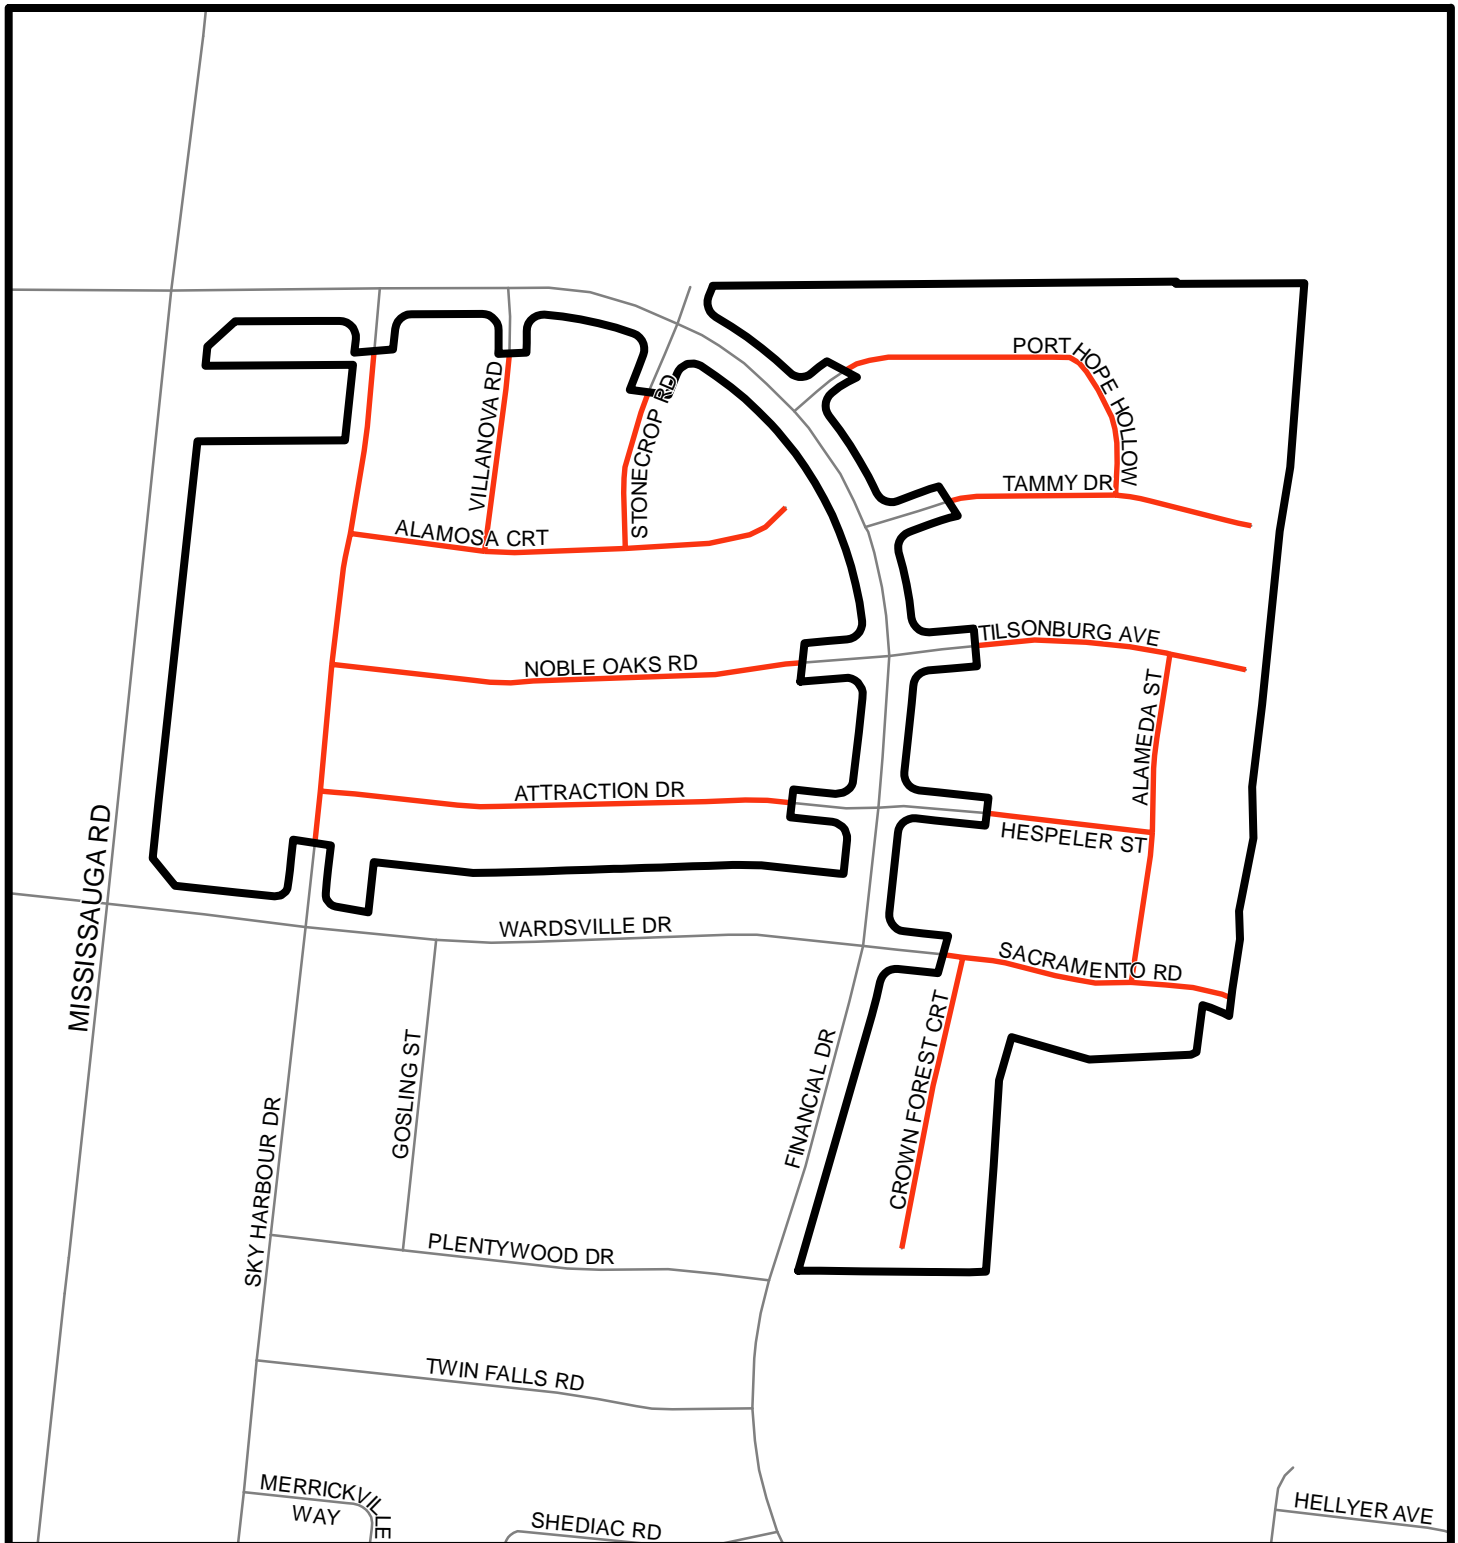 PORT HOPE HOLLOW
VILLANOVA RD
STONECROP RD
TAMMY DR
ALAMOSA CRT
TILSONBURG AVE
NOBLE OAKS RD
ALAMEDA ST
ATTRACTION DR
HESPELER ST
MISSISSAUGA RD
WARDSVILLE DR
SACRAMENTO RD
CROWN FOREST CRT
FINANCIAL DR
GOSLING ST
SKY HARBOUR DR
PLENTYWOOD DR
TWIN FALLS RD
MERRICKVILLE
WAY
SHEDIAC RD
HELLYER AVE